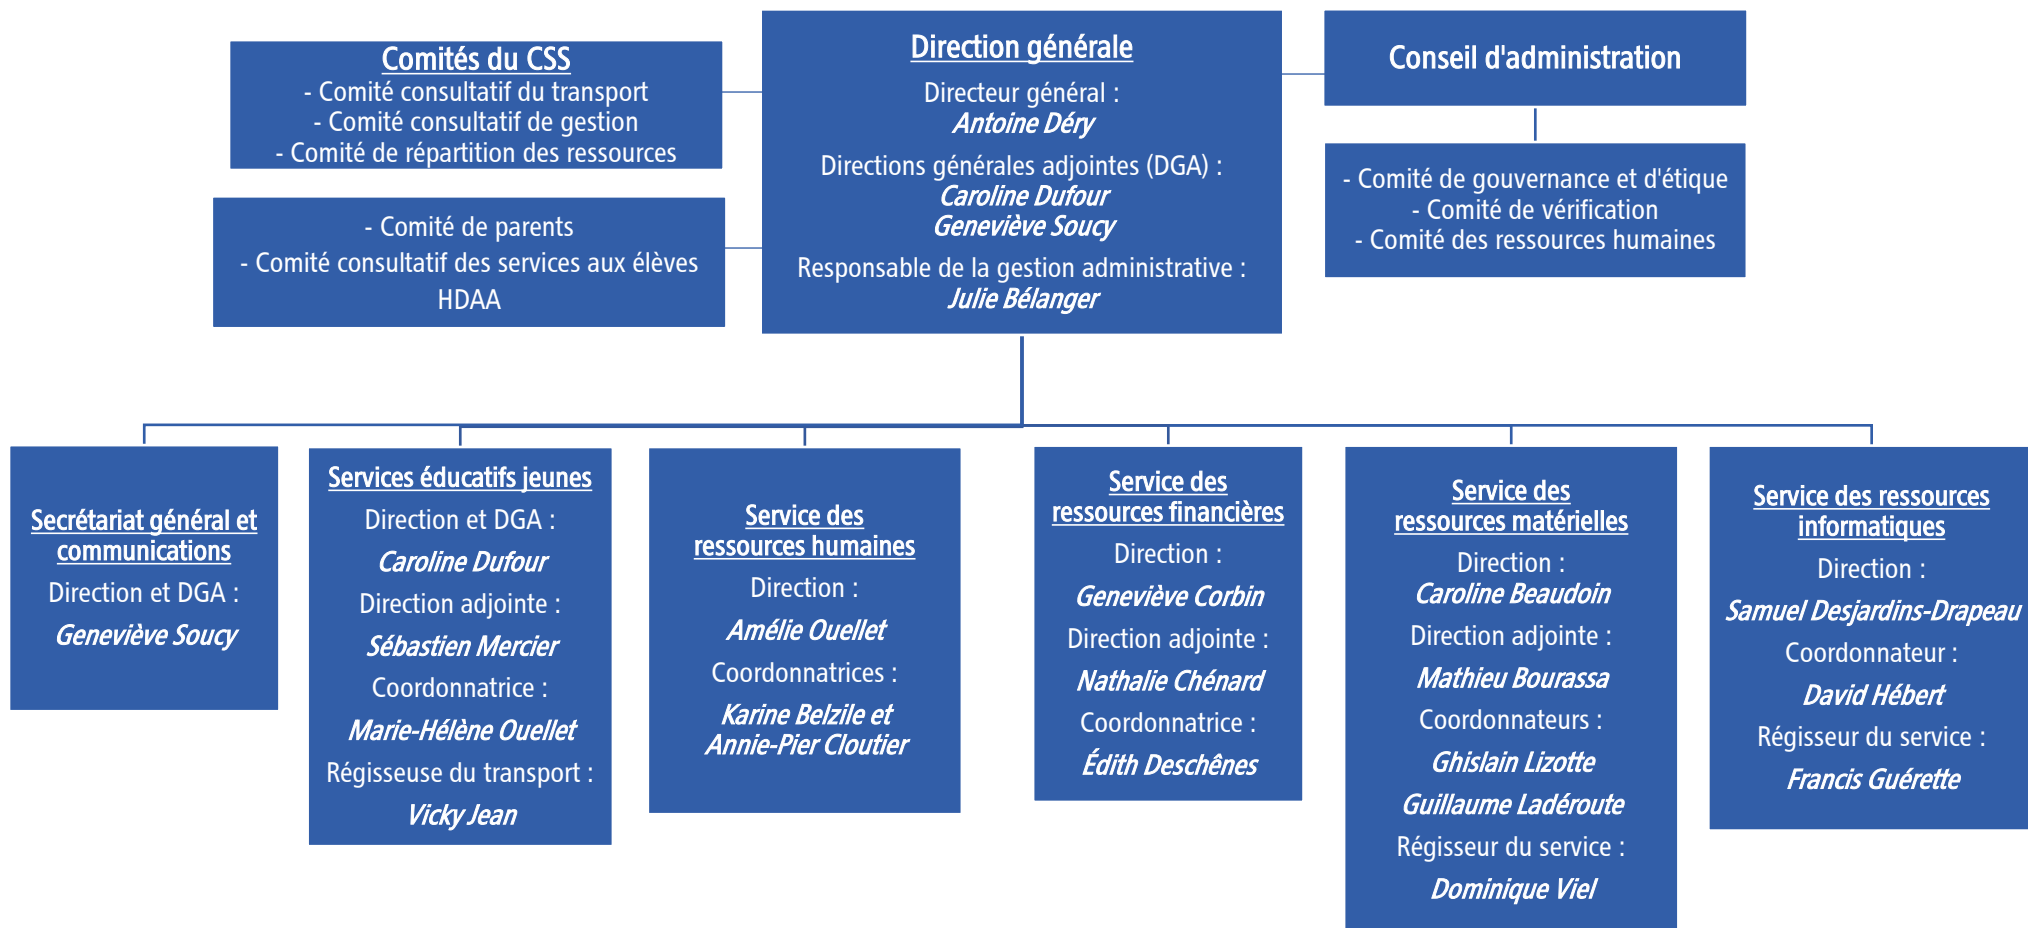 Comités du CSS
- Comité consultatif du transport
- Comité consultatif de gestion
- Comité de répartition des ressources
- Comité de parents
- Comité consultatif des services aux élèves
HDAA
Direction générale
Directeur général :
Antoine Déry
Directions générales adjointes (DGA) :
Caroline Dufour
Geneviève Soucy
Responsable de la gestion administrative :
Julie Bélanger
Conseil d'administration
- Comité de gouvernance et d'étique
- Comité de vérification
- Comité des ressources humaines
Secrétariat général et
communications
Direction et DGA :
Geneviève Soucy
Services éducatifs jeunes
Direction et DGA :
Caroline Dufour
Direction adjointe :
Sébastien Mercier
Coordonnatrice :
Marie-Hélène Ouellet
Régisseuse du transport :
Vicky Jean
Service des
ressources humaines
Direction :
Amélie Ouellet
Coordonnatrices :
Karine Belzile et
Annie-Pier Cloutier
Service des
ressources financières
Direction :
Geneviève Corbin
Direction adjointe :
Nathalie Chénard
Coordonnatrice :
Édith Deschênes
Service des
ressources matérielles
Direction :
Caroline Beaudoin
Direction adjointe :
Mathieu Bourassa
Coordonnateurs :
Ghislain Lizotte
Guillaume Ladéroute
Régisseur du service :
Dominique Viel
Service des ressources
informatiques
Direction :
Samuel Desjardins-Drapeau
Coordonnateur :
David Hébert
Régisseur du service :
Francis Guérette